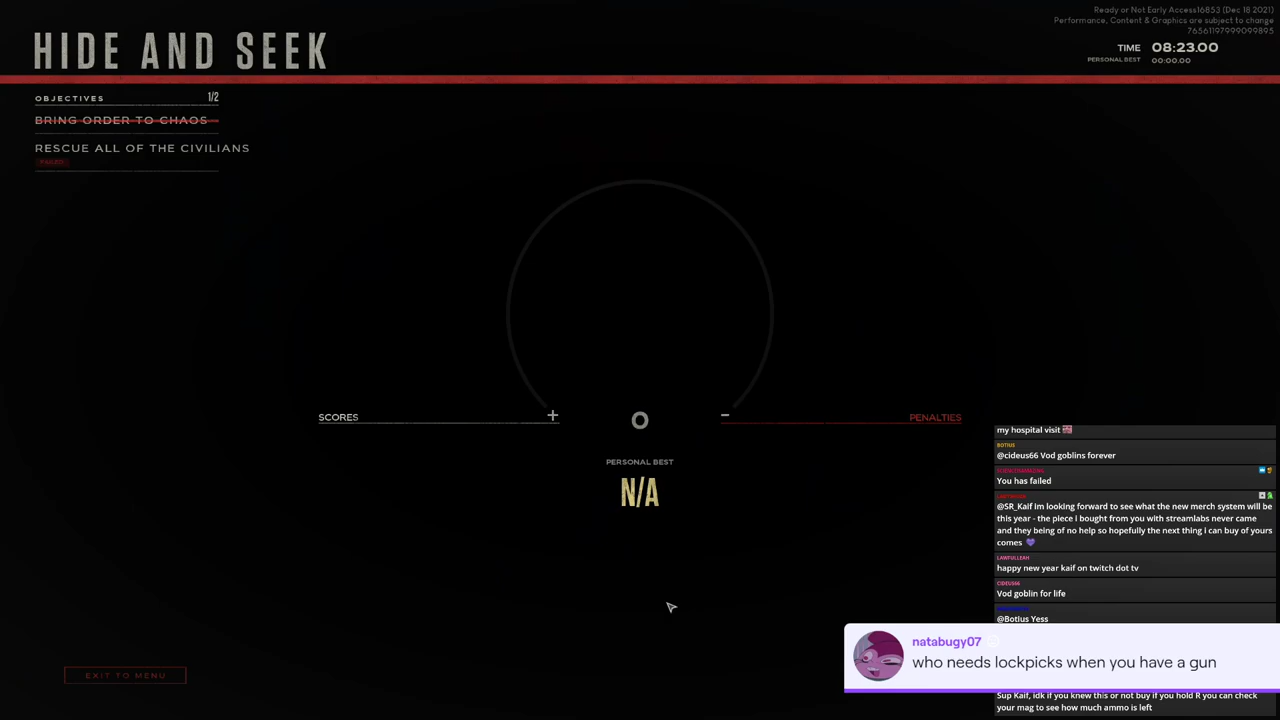 Ready or Not Early Access16853 (Dec 18 2021)
Performance, Content & Graphics are subject to change
76561197999099895
HIDE AND SEEK
TIME 08:23.00
PERSONAL BEST 00:00.00
OBJECTIVES 1/2
BRING ORDER TO CHAOS
RESCUE ALL OF THE CIVILIANS
FAILED
SCORES + O - PENALTIES
PERSONAL BEST
N/A
EXIT TO MENU
my hospital visit
BOTIUS
@cideus66 Vod goblins forever
You has failed
@SR_Kaif im looking forward to see what the new merch system will be
this year - the piece i bought from you with streamlabs never came
and they being of no help so hopefully the next thing i can buy of yours
comes 💜
LAWFULLEAH
happy new year kaif on twitch dot tv
CIDEUS66
Vod goblin for life
@Botius Yess
natabugy07
who needs lockpicks when you have a gun
Sup Kaif, idk if you knew this or not buy if you hold R you can check
your mag to see how much ammo is left